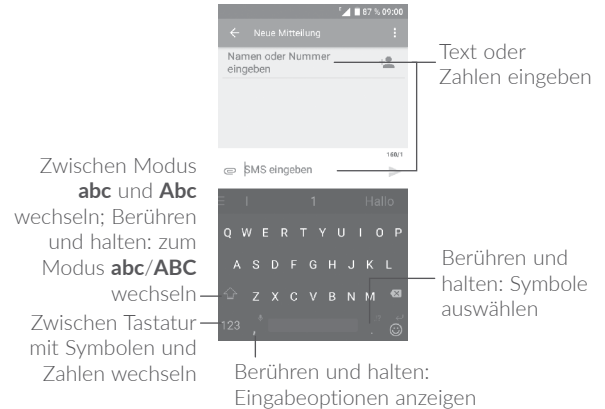 87 % 09:00
Neue Mitteilung
Namen oder Nummer
eingeben
Text oder
Zahlen eingeben
160/1
SMS eingeben
Zwischen Modus
abc und Abc
wechseln; Berühren
und halten: zum
Modus abc/ABC
wechseln
I 1 Hallo
Q W E R T Y U I O P
A S D F G H J K L
Z X C V B N M
123 , .
Berühren und
halten: Symbole
auswählen
Zwischen Tastatur
mit Symbolen und
Zahlen wechseln
Berühren und halten:
Eingabeoptionen anzeigen